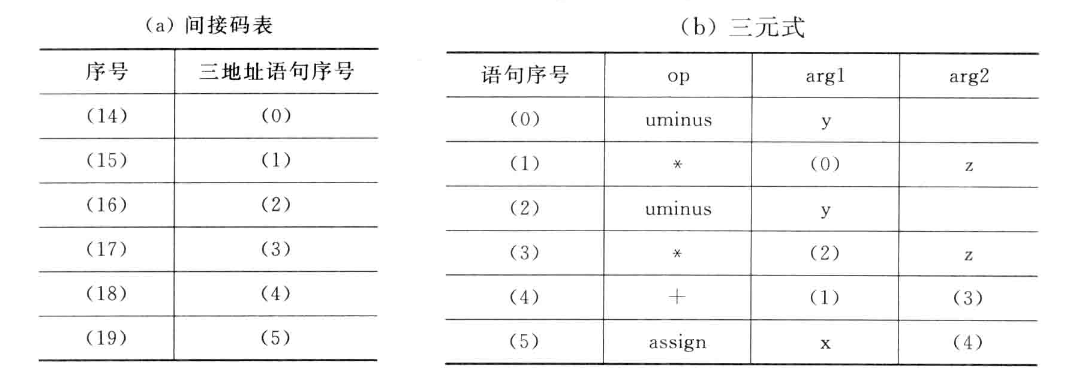 (a) 间接码表
序号 三地址语句序号
(14) (0)
(15) (1)
(16) (2)
(17) (3)
(18) (4)
(19) (5)
(b) 三元式
语句序号 op arg1 arg2
(0) uminus y
(1) * (0) z
(2) uminus y
(3) * (2) z
(4) + (1) (3)
(5) assign x (4)